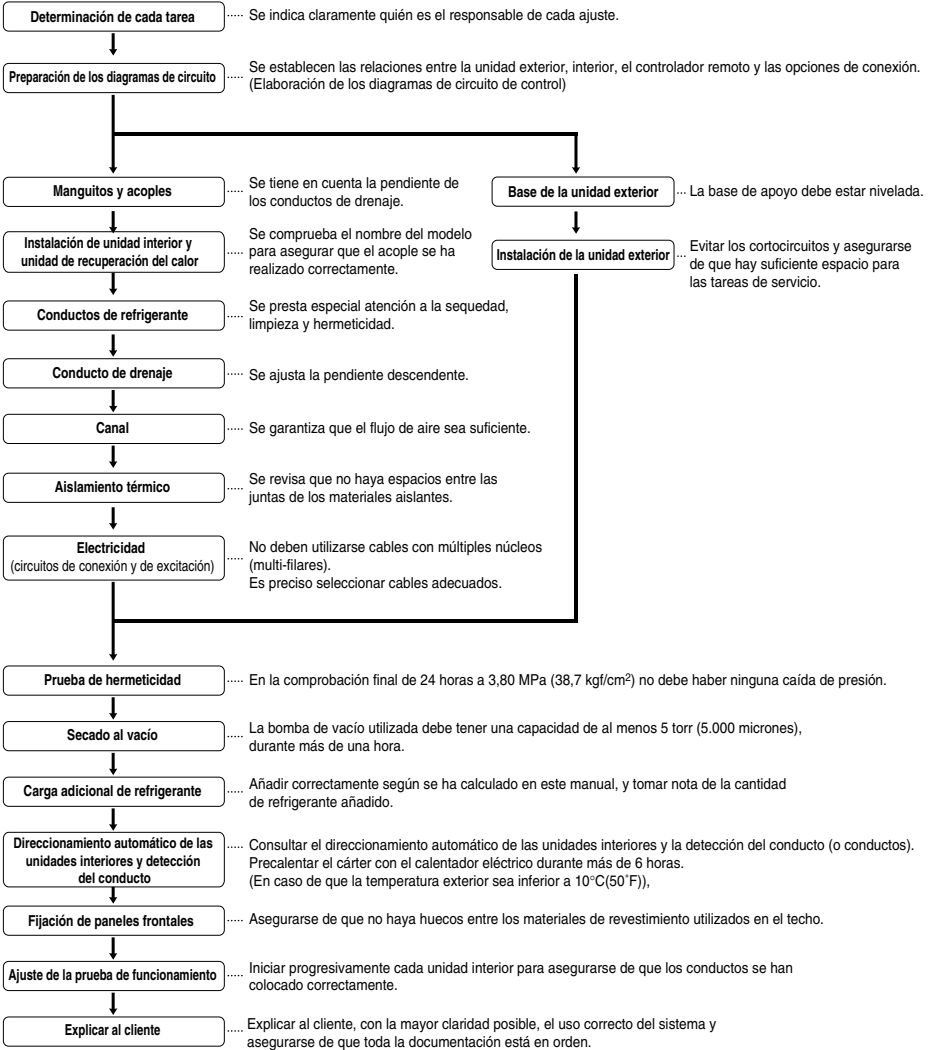 Determinación de cada tarea
Se indica claramente quién es el responsable de cada ajuste.
Preparación de los diagramas de circuito
Se establecen las relaciones entre la unidad exterior, interior, el controlador remoto y las opciones de conexión.
(Elaboración de los diagramas de circuito de control)
Manguitos y acoples
Se tiene en cuenta la pendiente de
los conductos de drenaje.
Base de la unidad exterior
La base de apoyo debe estar nivelada.
Instalación de unidad interior y
unidad de recuperación del calor
Se comprueba el nombre del modelo
para asegurar que el acople se ha
realizado correctamente.
Instalación de la unidad exterior
Evitar los cortocircuitos y asegurarse
de que hay suficiente espacio para
las tareas de servicio.
Conductos de refrigerante
Se presta especial atención a la sequedad,
limpieza y hermeticidad.
Conducto de drenaje
Se ajusta la pendiente descendente.
Canal
Se garantiza que el flujo de aire sea suficiente.
Aislamiento térmico
Se revisa que no haya espacios entre las
juntas de los materiales aislantes.
Electricidad
(circuitos de conexión y de excitación)
No deben utilizarse cables con múltiples núcleos
(multi-filares).
Es preciso seleccionar cables adecuados.
Prueba de hermeticidad
En la comprobación final de 24 horas a 3,80 MPa (38,7 kgf/cm²) no debe haber ninguna caída de presión.
Secado al vacío
La bomba de vacío utilizada debe tener una capacidad de al menos 5 torr (5.000 micrones),
durante más de una hora.
Carga adicional de refrigerante
Añadir correctamente según se ha calculado en este manual, y tomar nota de la cantidad
de refrigerante añadido.
Direccionamiento automático de las
unidades interiores y detección
del conducto
Consultar el direccionamiento automático de las unidades interiores y la detección del conducto (o conductos).
Precalentar el cárter con el calentador eléctrico durante más de 6 horas.
(En caso de que la temperatura exterior sea inferior a 10°C(50˚F)),
Fijación de paneles frontales
Asegurarse de que no haya huecos entre los materiales de revestimiento utilizados en el techo.
Ajuste de la prueba de funcionamiento
Iniciar progresivamente cada unidad interior para asegurarse de que los conductos se han
colocado correctamente.
Explicar al cliente
Explicar al cliente, con la mayor claridad posible, el uso correcto del sistema y
asegurarse de que toda la documentación está en orden.